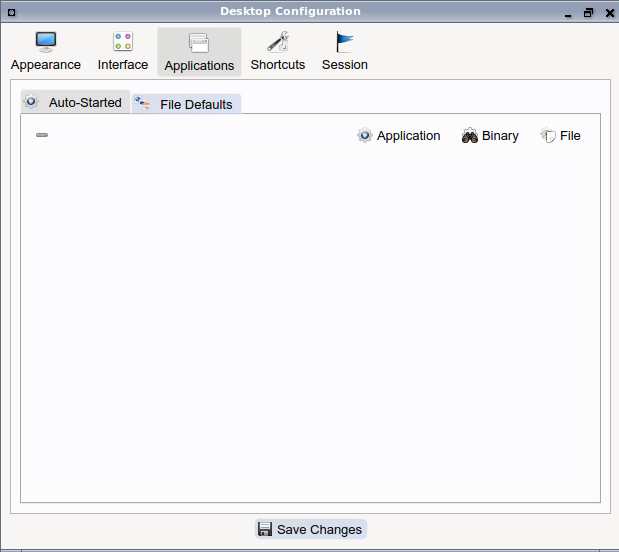 Desktop Configuration
Appearance Interface Applications Shortcuts Session
Auto-Started File Defaults
Application Binary File
Save Changes